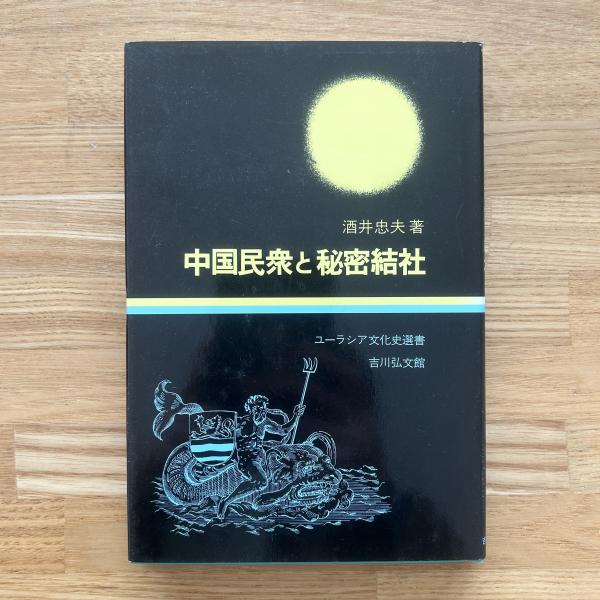 酒井忠夫 著
中国民衆と秘密結社
ユーラシア文化史選書
吉川弘文館